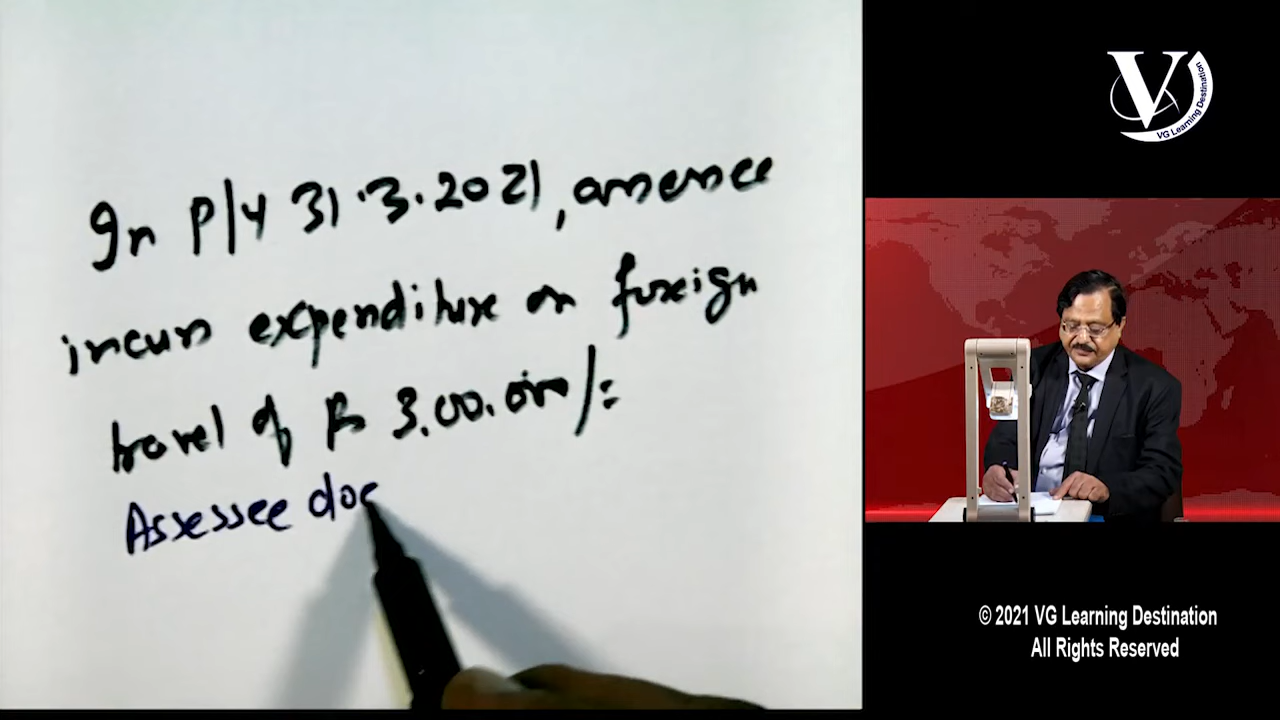 In P/Y 31.3.2021, assessee
incurs expenditure on foreign
travel of Rs 3,00,000/=
Assessee doe
V
VG Learning Destination
© 2021 VG Learning Destination
All Rights Reserved